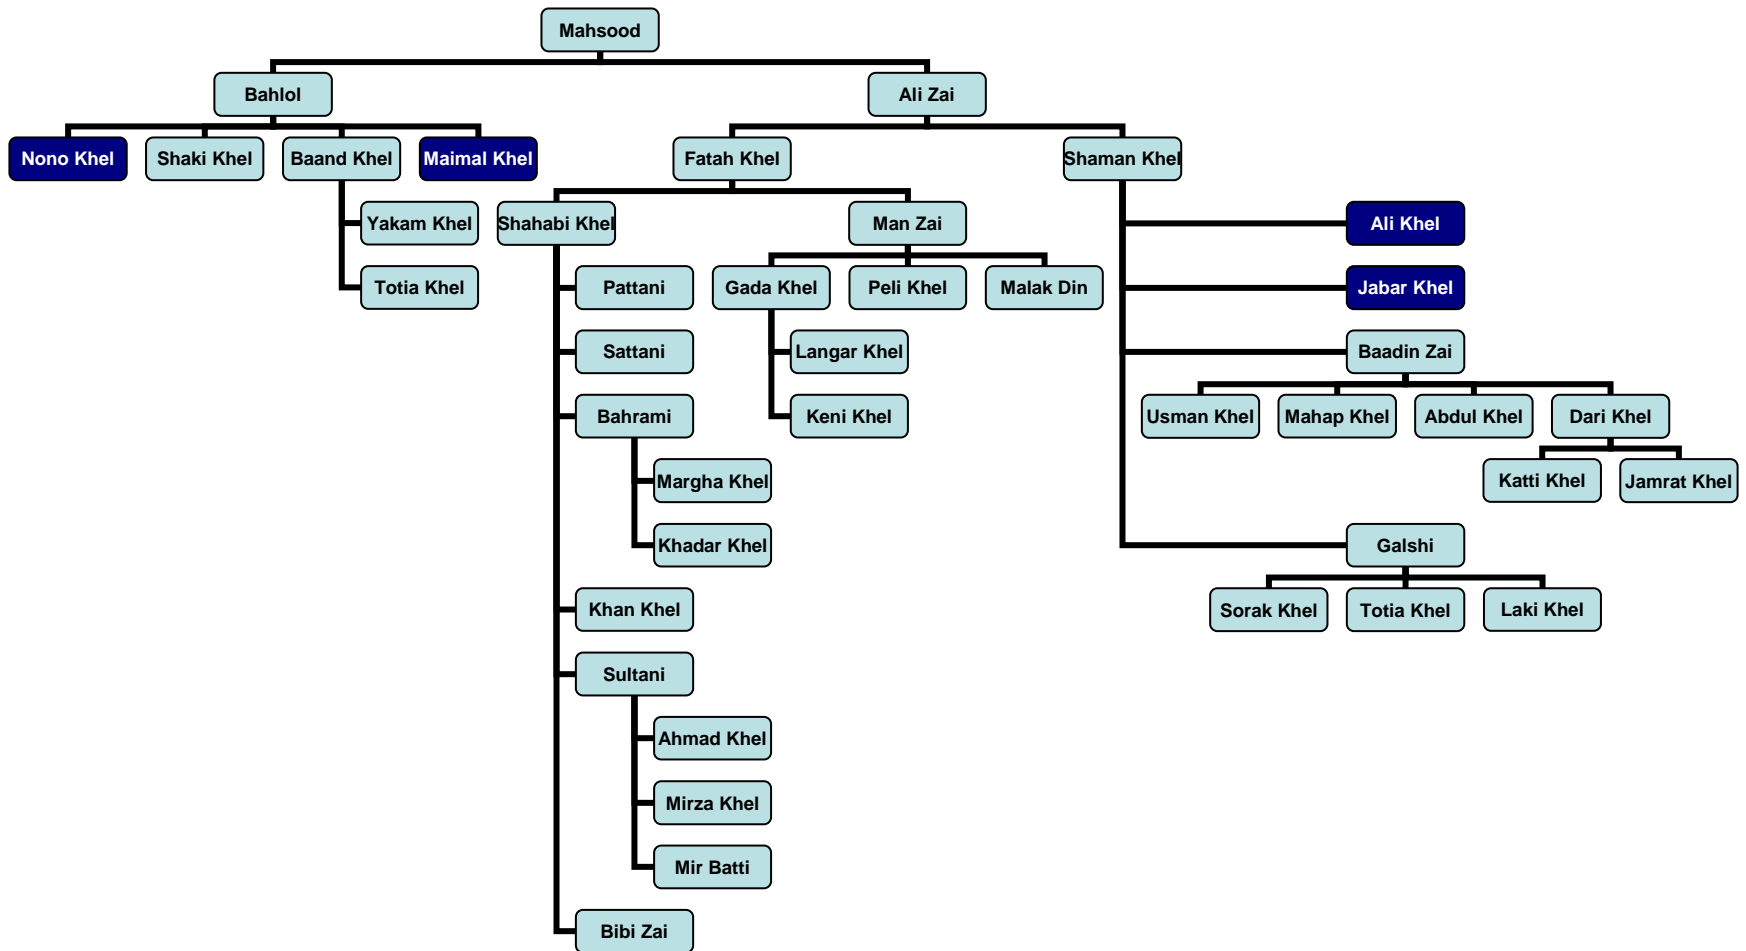 Mahsood
Bahlol
Ali Zai
Nono Khel
Shaki Khel
Baand Khel
Maimal Khel
Fatah Khel
Shaman Khel
Yakam Khel
Shahabi Khel
Man Zai
Ali Khel
Totia Khel
Pattani
Gada Khel
Peli Khel
Malak Din
Jabar Khel
Sattani
Langar Khel
Baadin Zai
Bahrami
Keni Khel
Usman Khel
Mahap Khel
Abdul Khel
Dari Khel
Margha Khel
Katti Khel
Jamrat Khel
Khadar Khel
Galshi
Khan Khel
Sorak Khel
Totia Khel
Laki Khel
Sultani
Ahmad Khel
Mirza Khel
Mir Batti
Bibi Zai